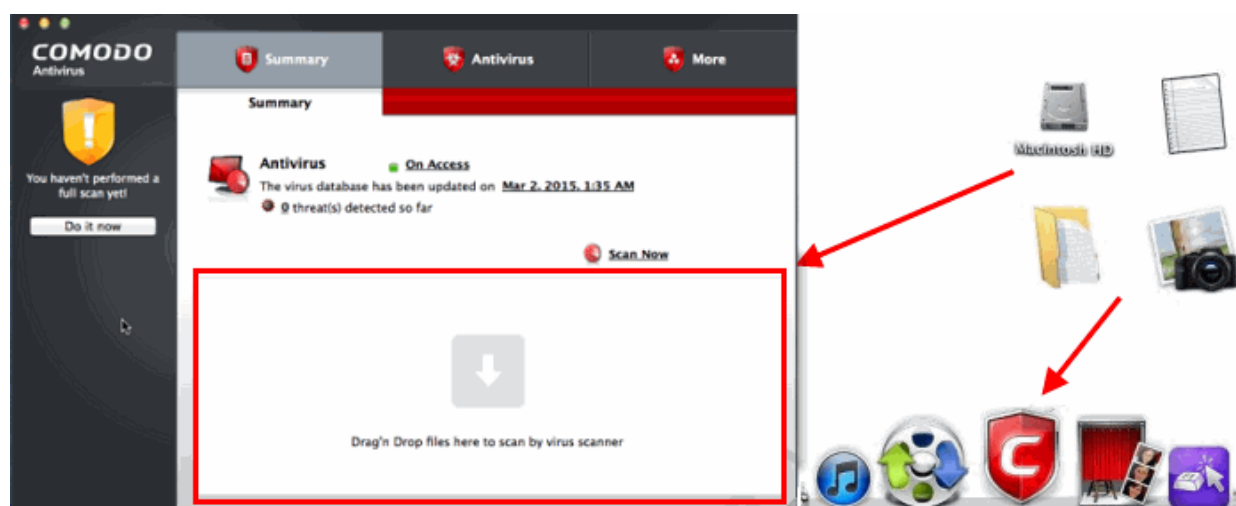 COMODO
Antivirus
Summary
Antivirus
More
Summary
You haven't performed a
full scan yet!
Do it now
Antivirus
On Access
The virus database has been updated on Mar 2, 2015, 1:35 AM
0 threat(s) detected so far
Scan Now
Drag'n Drop files here to scan by virus scanner
Macintosh HD
C